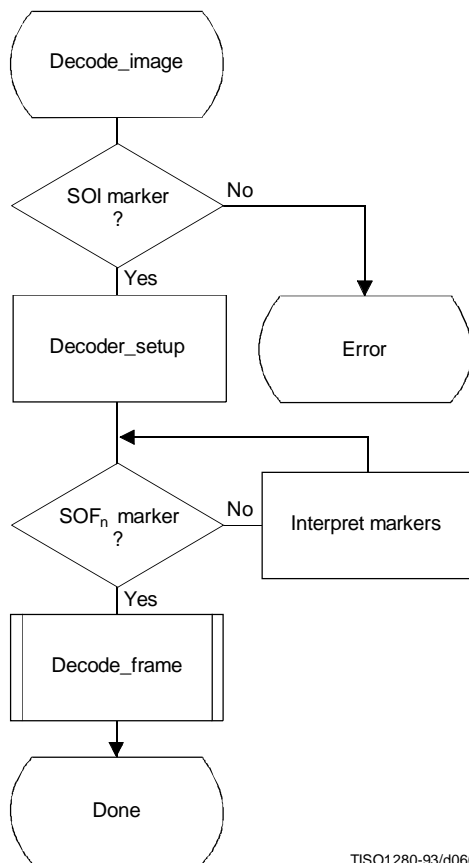 Decode_image
SOI marker
?
No
Yes
Decoder_setup
Error
SOFn marker
?
No
Interpret markers
Yes
Decode_frame
Done